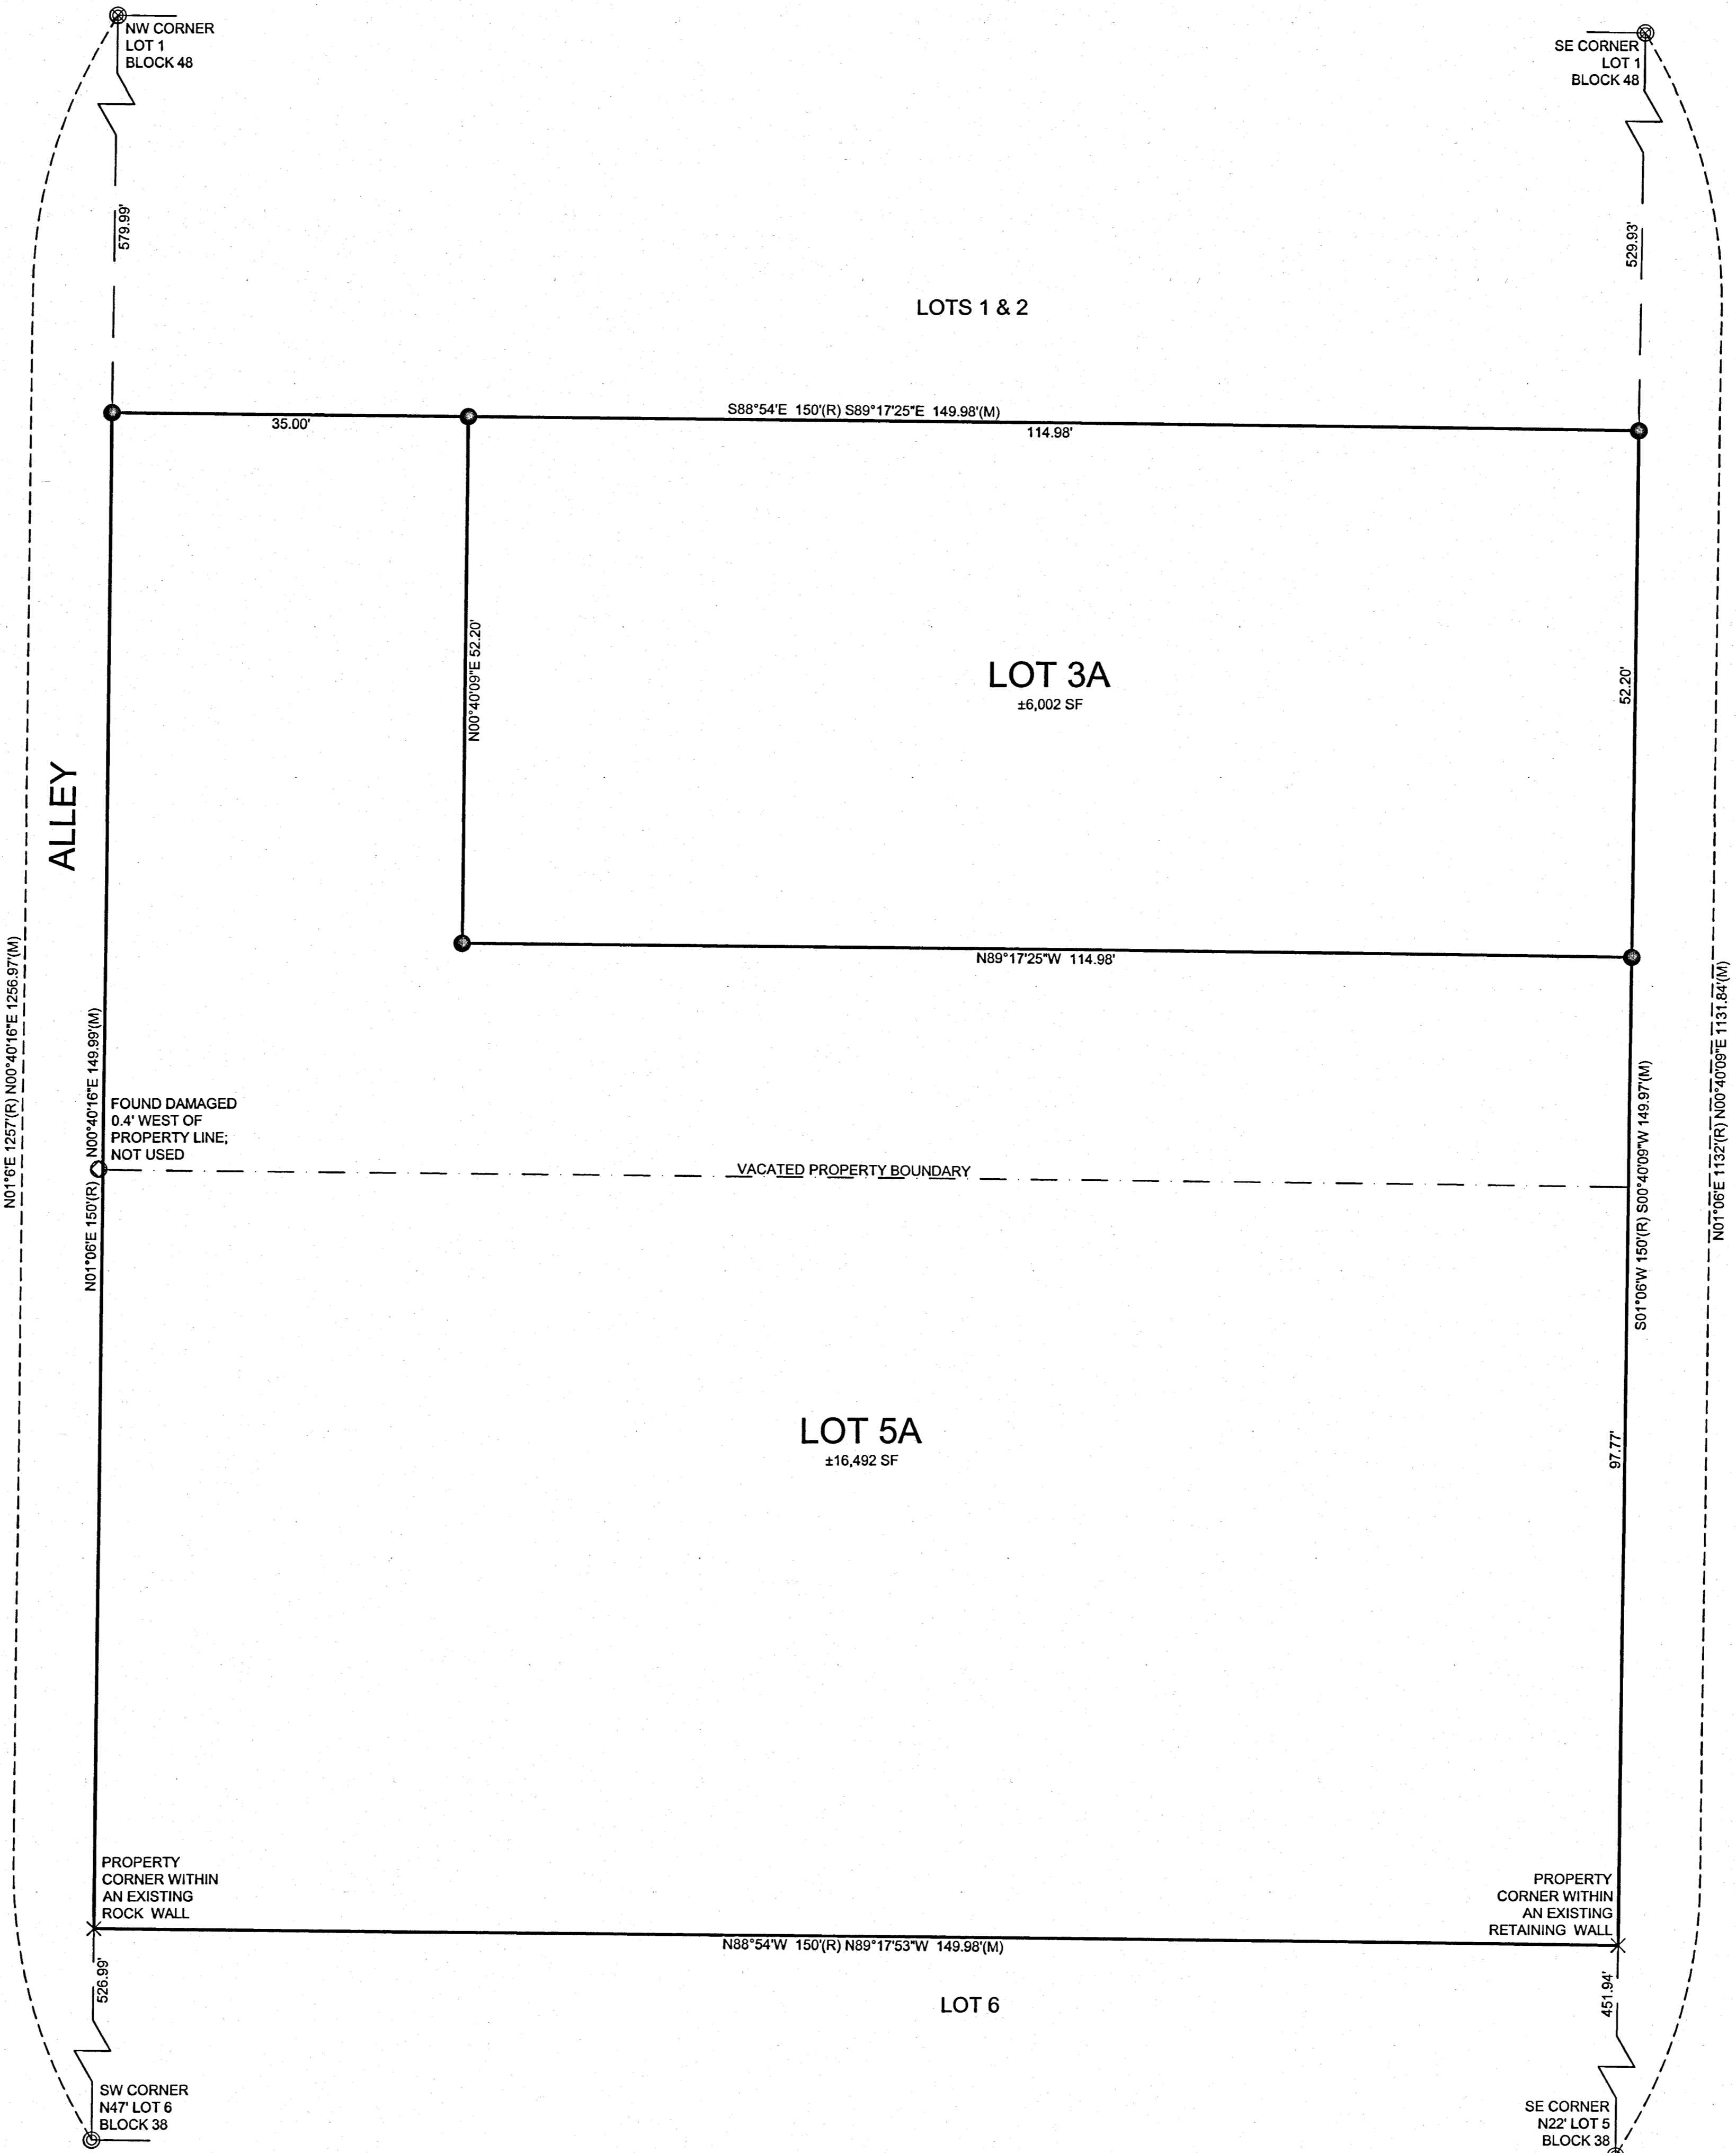 NW CORNER
LOT 1
BLOCK 48
SE CORNER
LOT 1
BLOCK 48
579.99'
529.93'
LOTS 1 & 2
S88°54'E 150'(R) S89°17'25"E 149.98'(M)
35.00'
114.98'
N00°40'09"E 52.20'
LOT 3A
±6,002 SF
52.20'
ALLEY
N89°17'25"W 114.98'
N01°6'E 1257'(R) N00°40'16"E 1256.97'(M)
N01°06'E 150'(R) N00°40'16"E 149.99'(M)
FOUND DAMAGED
0.4' WEST OF
PROPERTY LINE;
NOT USED
VACATED PROPERTY BOUNDARY
S01°06'W 150'(R) S00°40'09"W 149.97'(M)
N01°06'E 1132'(R) N00°40'09"E 1131.84'(M)
LOT 5A
±16,492 SF
97.77'
PROPERTY
CORNER WITHIN
AN EXISTING
ROCK WALL
PROPERTY
CORNER WITHIN
AN EXISTING
RETAINING WALL
N88°54'W 150'(R) N89°17'53"W 149.98'(M)
526.99'
LOT 6
451.94'
SW CORNER
N47' LOT 6
BLOCK 38
SE CORNER
N22' LOT 5
BLOCK 38